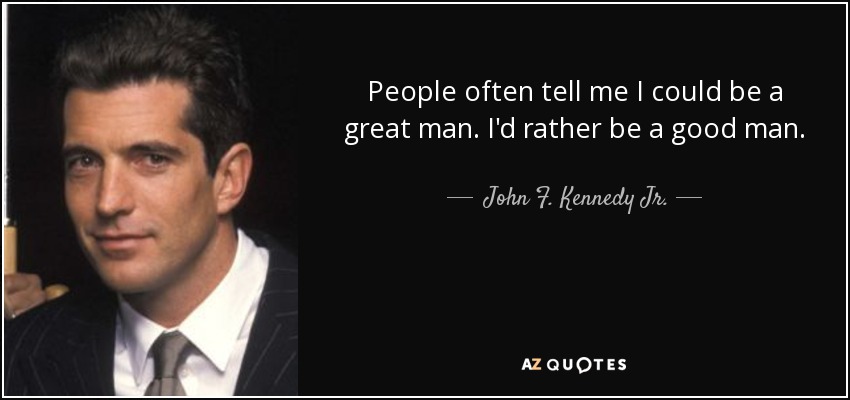 People often tell me I could be a
great man. I'd rather be a good man.
John F. Kennedy Jr.
AZ QUOTES